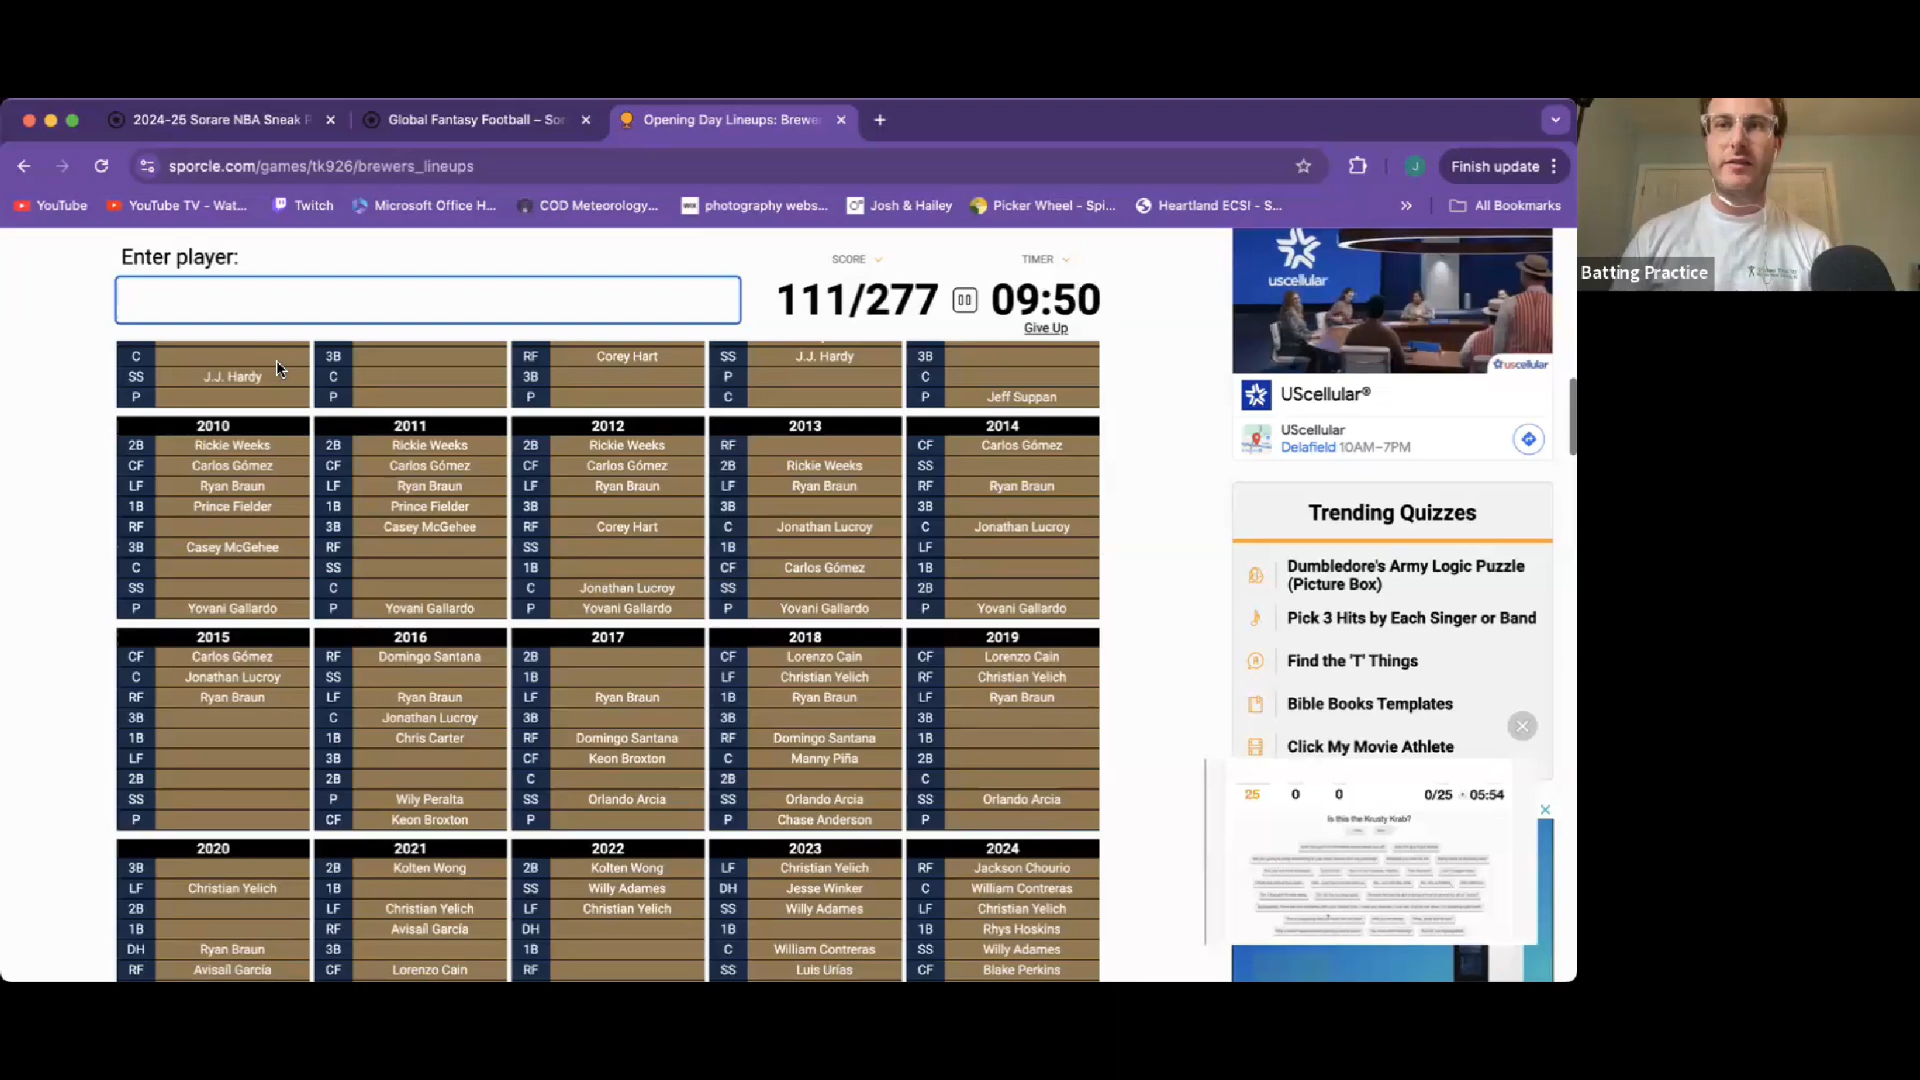 2024-25 Sorare NBA Sneak P
Global Fantasy Football – Sor
Opening Day Lineups: Brewe
sporcle.com/games/tk926/brewers_lineups
J
Finish update
YouTube
YouTube TV - Wat...
Twitch
Microsoft Office H...
COD Meteorology...
photography webs...
Josh & Hailey
Picker Wheel - Spi...
Heartland ECSI - S...
»
All Bookmarks
Enter player:
SCORE
TIMER
111/277
09:50
Give Up
C
SS J.J. Hardy
P
3B
C
P
RF Corey Hart
3B
P
SS J.J. Hardy
P
C
3B
C
P Jeff Suppan
2010
2B Rickie Weeks
CF Carlos Gómez
LF Ryan Braun
1B Prince Fielder
RF
3B Casey McGehee
C
SS
P Yovani Gallardo
2011
2B Rickie Weeks
CF Carlos Gómez
LF Ryan Braun
1B Prince Fielder
3B Casey McGehee
RF
SS
C
P Yovani Gallardo
2012
2B Rickie Weeks
CF Carlos Gómez
LF Ryan Braun
3B
RF Corey Hart
SS
1B
C Jonathan Lucroy
P Yovani Gallardo
2013
RF
2B Rickie Weeks
LF Ryan Braun
3B
C Jonathan Lucroy
1B
CF Carlos Gómez
SS
P Yovani Gallardo
2014
CF Carlos Gómez
SS
RF Ryan Braun
3B
C Jonathan Lucroy
LF
1B
2B
P Yovani Gallardo
2015
CF Carlos Gómez
C Jonathan Lucroy
RF Ryan Braun
3B
1B
LF
2B
SS
P
2016
RF Domingo Santana
SS
LF Ryan Braun
C Jonathan Lucroy
1B Chris Carter
3B
2B
P Wily Peralta
CF Keon Broxton
2017
2B
1B
LF Ryan Braun
3B
RF Domingo Santana
CF Keon Broxton
C
SS Orlando Arcia
P
2018
CF Lorenzo Cain
LF Christian Yelich
1B Ryan Braun
3B
RF Domingo Santana
C Manny Piña
2B
SS Orlando Arcia
P Chase Anderson
2019
CF Lorenzo Cain
RF Christian Yelich
LF Ryan Braun
3B
1B
2B
C
SS Orlando Arcia
P
2020
3B
LF Christian Yelich
2B
1B
DH Ryan Braun
RF Avisaíl García
2021
2B Kolten Wong
1B
LF Christian Yelich
RF Avisaíl García
3B
CF Lorenzo Cain
2022
2B Kolten Wong
SS Willy Adames
LF Christian Yelich
DH
1B
RF
2023
LF Christian Yelich
DH Jesse Winker
SS Willy Adames
1B
C William Contreras
SS Luis Urías
2024
RF Jackson Chourio
C William Contreras
LF Christian Yelich
1B Rhys Hoskins
SS Willy Adames
CF Blake Perkins
uscellular
uscellular
UScellular®
UScellular
Delafield 10AM–7PM
Trending Quizzes
Dumbledore's Army Logic Puzzle
(Picture Box)
Pick 3 Hits by Each Singer or Band
Find the 'T' Things
Bible Books Templates
Click My Movie Athlete
25 0 0 0/25 05:54
Is this the Krusty Krab?
Batting Practice